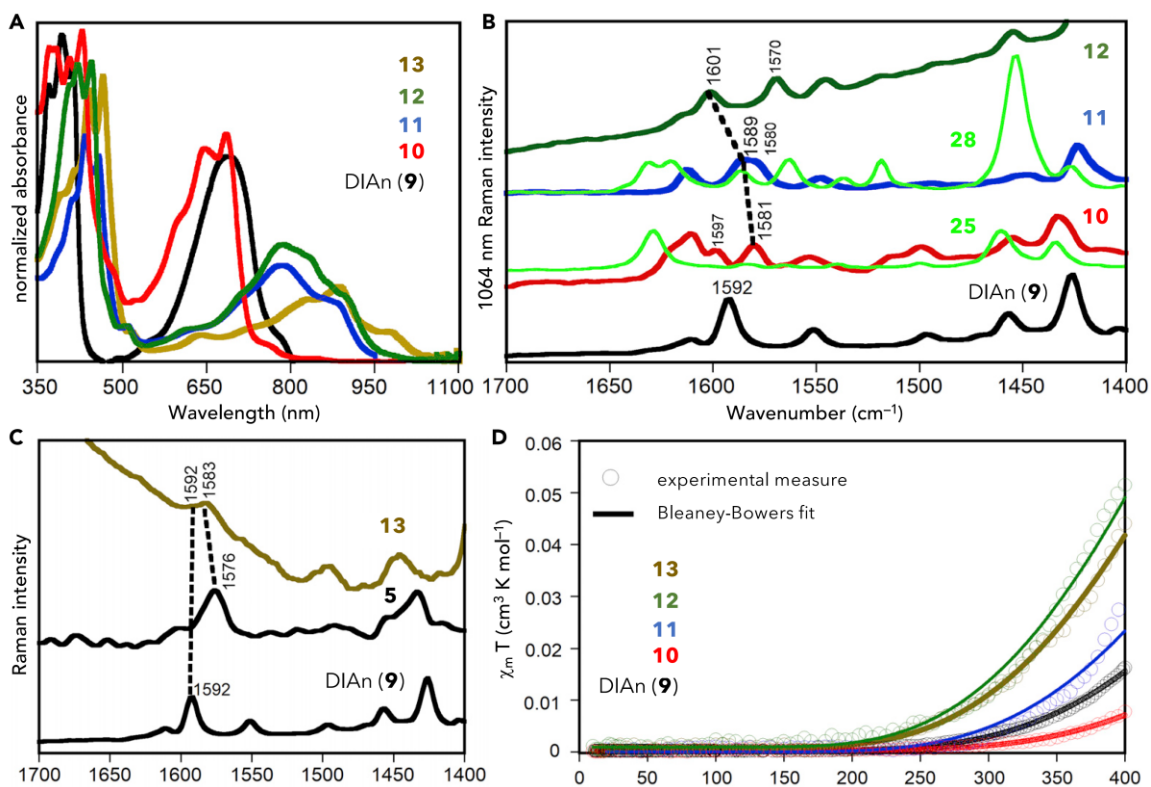 A
normalized absorbance
13
12
11
10
DIAn (9)
350 500 650 800 950 1100
Wavelength (nm)
B
1064 nm Raman intensity
1601
1570
12
1589
1580
11
28
1597
1581
10
25
1592
DIAn (9)
1700 1650 1600 1550 1500 1450 1400
Wavenumber (cm⁻¹)
C
Raman intensity
1592
1583
13
1576
5
DIAn (9)
1592
1700 1650 1600 1550 1500 1450 1400
D
χm T (cm³ K mol⁻¹)
0.06
0.05
0.04
0.03
0.02
0.01
0
experimental measure
Bleaney-Bowers fit
13
12
11
10
DIAn (9)
0 50 100 150 200 250 300 350 400